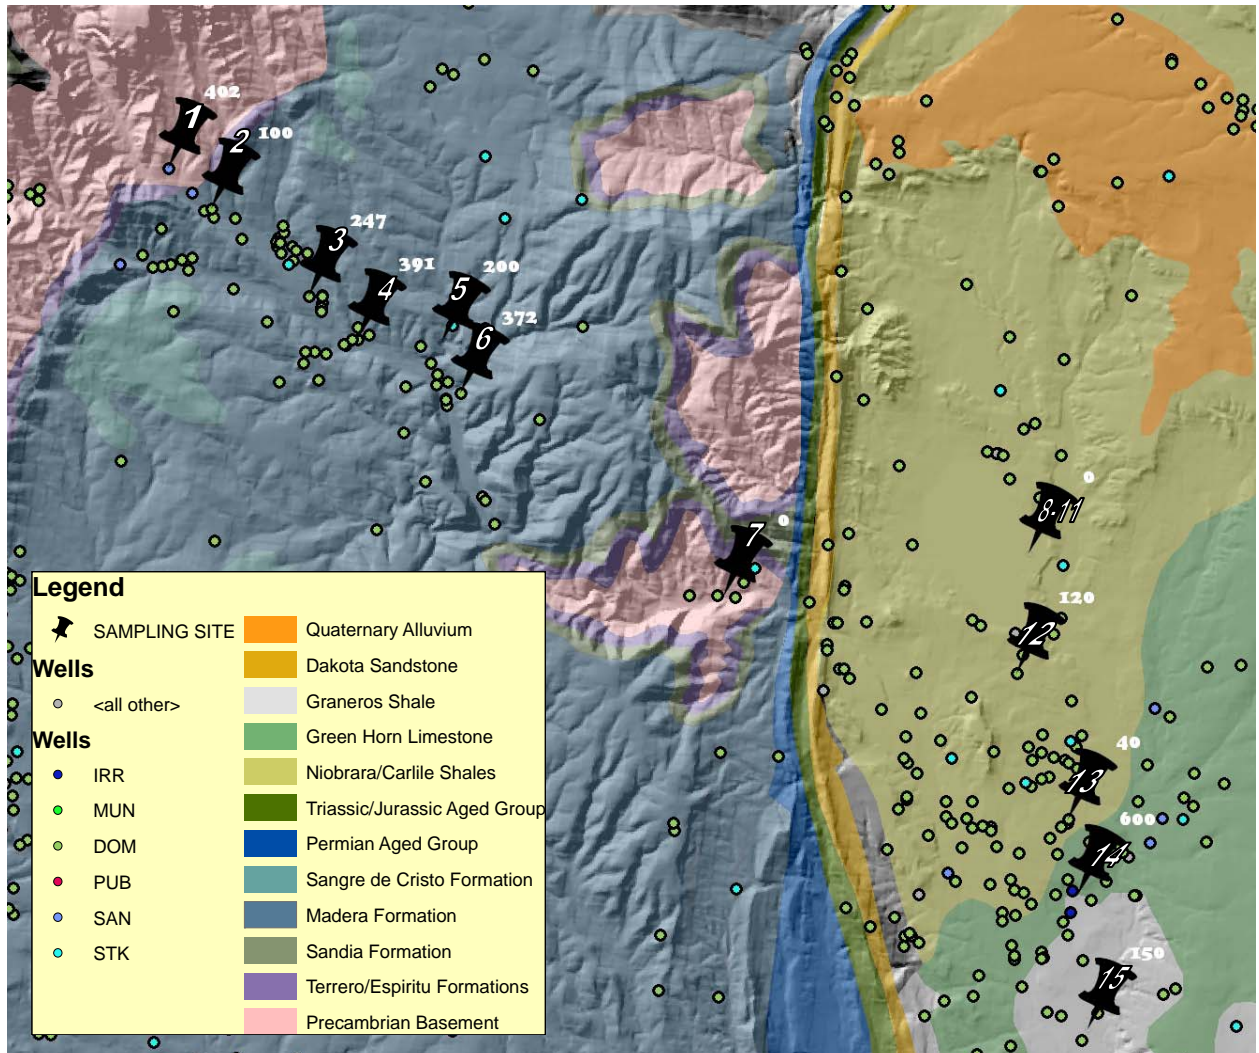 402
1
100
2
247
3
391
4
200
5
372
6
0
7
0
8-11
120
12
40
13
600
14
150
15
Legend
SAMPLING SITE
Wells
<all other>
Wells
IRR
MUN
DOM
PUB
SAN
STK
Quaternary Alluvium
Dakota Sandstone
Graneros Shale
Green Horn Limestone
Niobrara/Carlile Shales
Triassic/Jurassic Aged Group
Permian Aged Group
Sangre de Cristo Formation
Madera Formation
Sandia Formation
Terrero/Espiritu Formations
Precambrian Basement